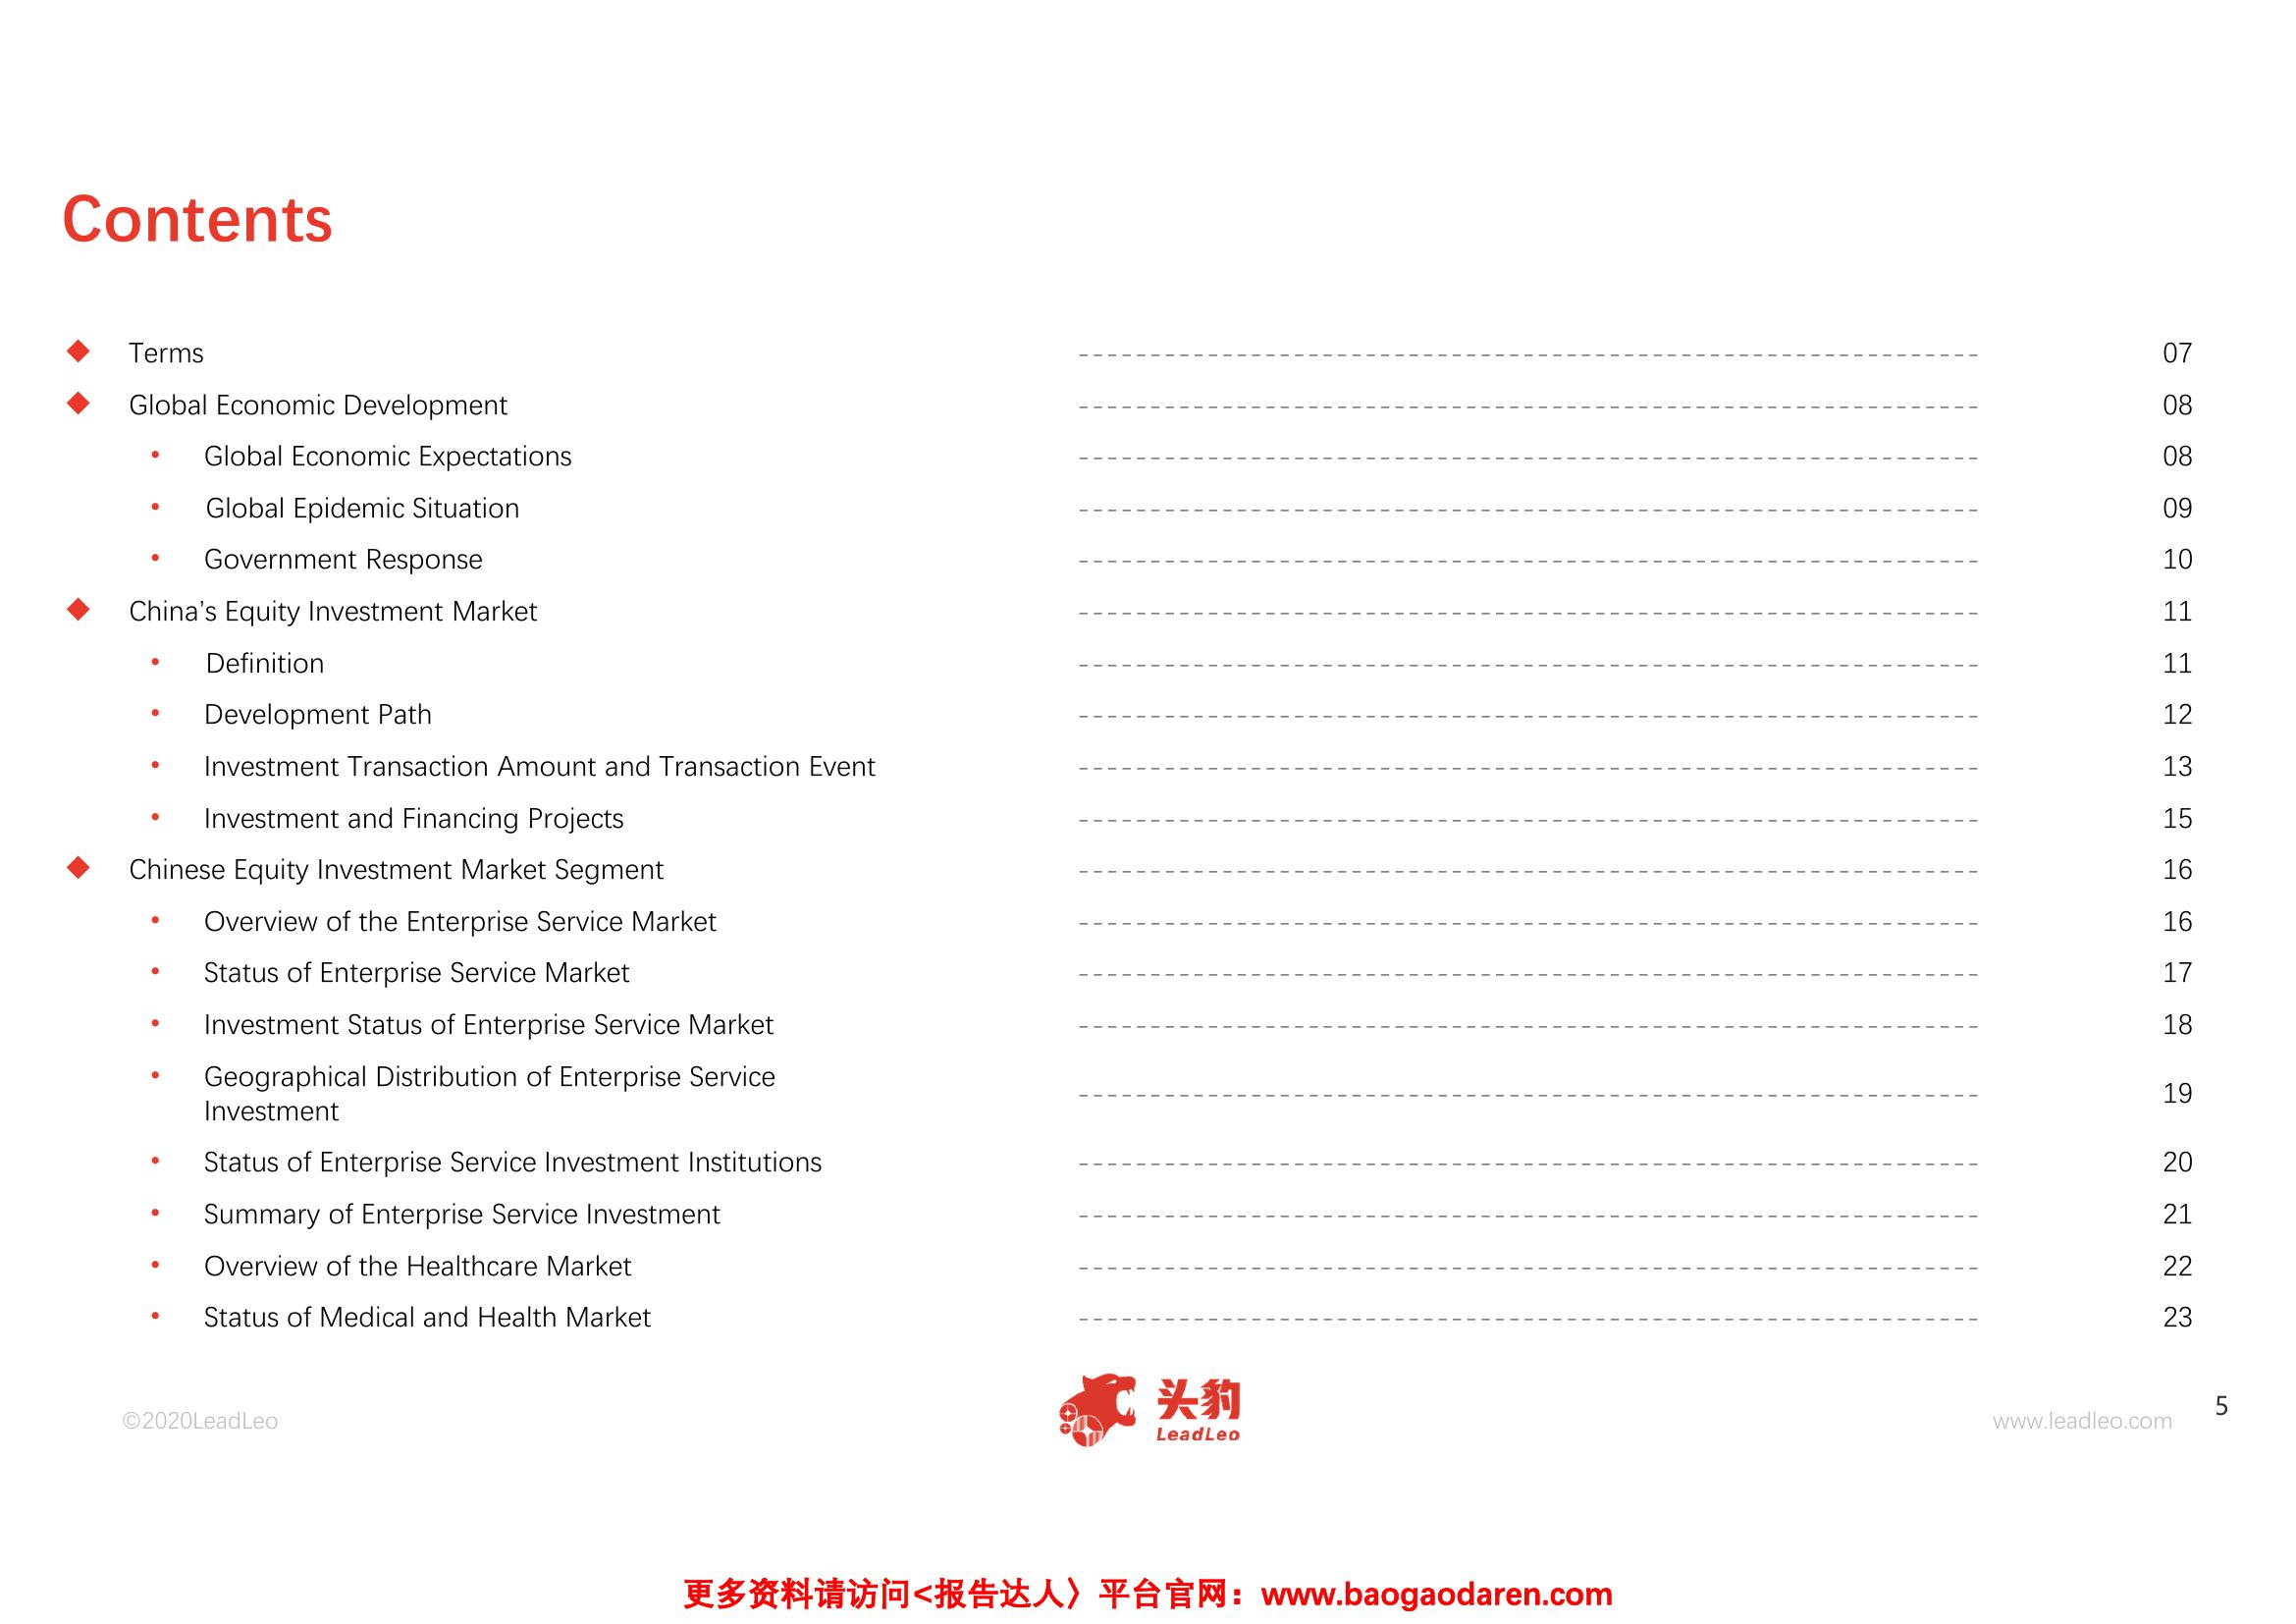 Contents
◆ Terms ---------------------------------------------------------------- 07
◆ Global Economic Development ---------------------------------------------------------------- 08
• Global Economic Expectations ---------------------------------------------------------------- 08
• Global Epidemic Situation ---------------------------------------------------------------- 09
• Government Response ---------------------------------------------------------------- 10
◆ China’s Equity Investment Market ---------------------------------------------------------------- 11
• Definition ---------------------------------------------------------------- 11
• Development Path ---------------------------------------------------------------- 12
• Investment Transaction Amount and Transaction Event ---------------------------------------------------------------- 13
• Investment and Financing Projects ---------------------------------------------------------------- 15
◆ Chinese Equity Investment Market Segment ---------------------------------------------------------------- 16
• Overview of the Enterprise Service Market ---------------------------------------------------------------- 16
• Status of Enterprise Service Market ---------------------------------------------------------------- 17
• Investment Status of Enterprise Service Market ---------------------------------------------------------------- 18
• Geographical Distribution of Enterprise Service
Investment ---------------------------------------------------------------- 19
• Status of Enterprise Service Investment Institutions ---------------------------------------------------------------- 20
• Summary of Enterprise Service Investment ---------------------------------------------------------------- 21
• Overview of the Healthcare Market ---------------------------------------------------------------- 22
• Status of Medical and Health Market ---------------------------------------------------------------- 23
©2020LeadLeo
头豹
LeadLeo
www.leadleo.com
5
更多资料请访问<报告达人〉平台官网：www.baogaodaren.com